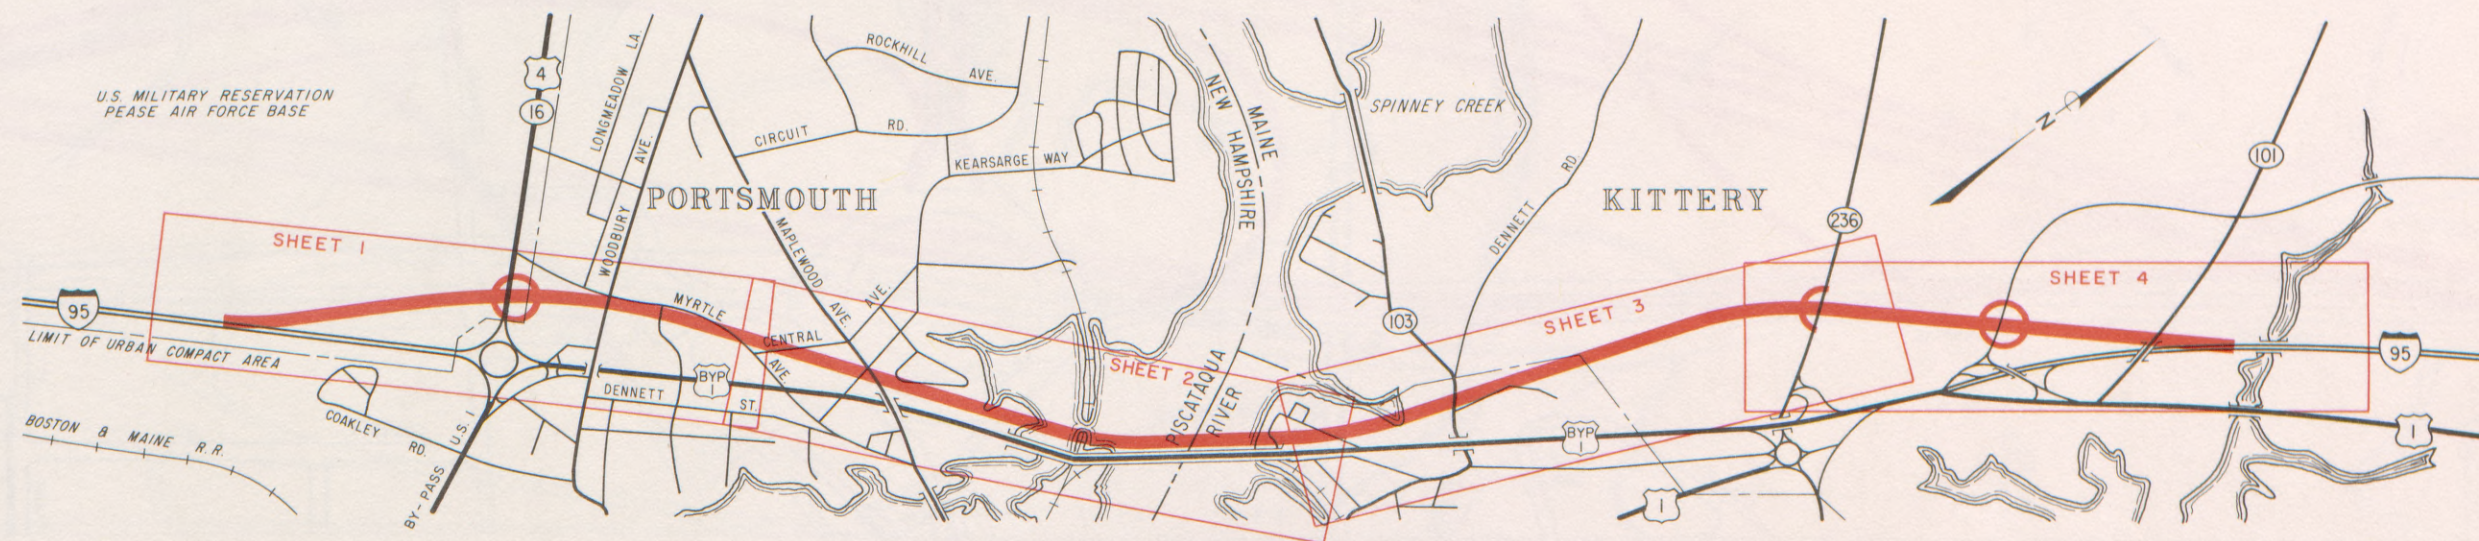 U.S. MILITARY RESERVATION
PEASE AIR FORCE BASE
4
16
LONGMEADOW LA.
WOODBURY AVE.
ROCKHILL AVE.
CIRCUIT RD.
KEARSARGE WAY
PORTSMOUTH
MAPLEWOOD AVE.
NEW HAMPSHIRE
MAINE
SPINNEY CREEK
DENNETT RD.
KITTERY
N
101
236
103
SHEET 1
95
LIMIT OF URBAN COMPACT AREA
MYRTLE AVE.
CENTRAL AVE.
SHEET 2
PISCATAQUA
RIVER
SHEET 3
SHEET 4
95
BYP
1
DENNETT ST.
COAKLEY RD.
BY-PASS U.S. 1
BOSTON & MAINE R.R.
BYP
1
1
1